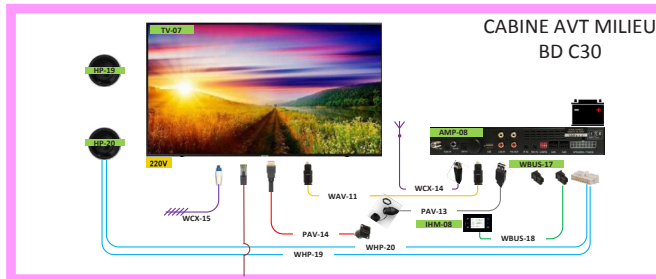 CABINE AVT MILIEU
BD C30
TV-07
HP-19
HP-20
220V
AMP-08
WBUS-17
WCX-14
WAV-11
WCX-15
PAV-13
IHM-08
PAV-14
WBUS-18
WHP-20
WHP-19